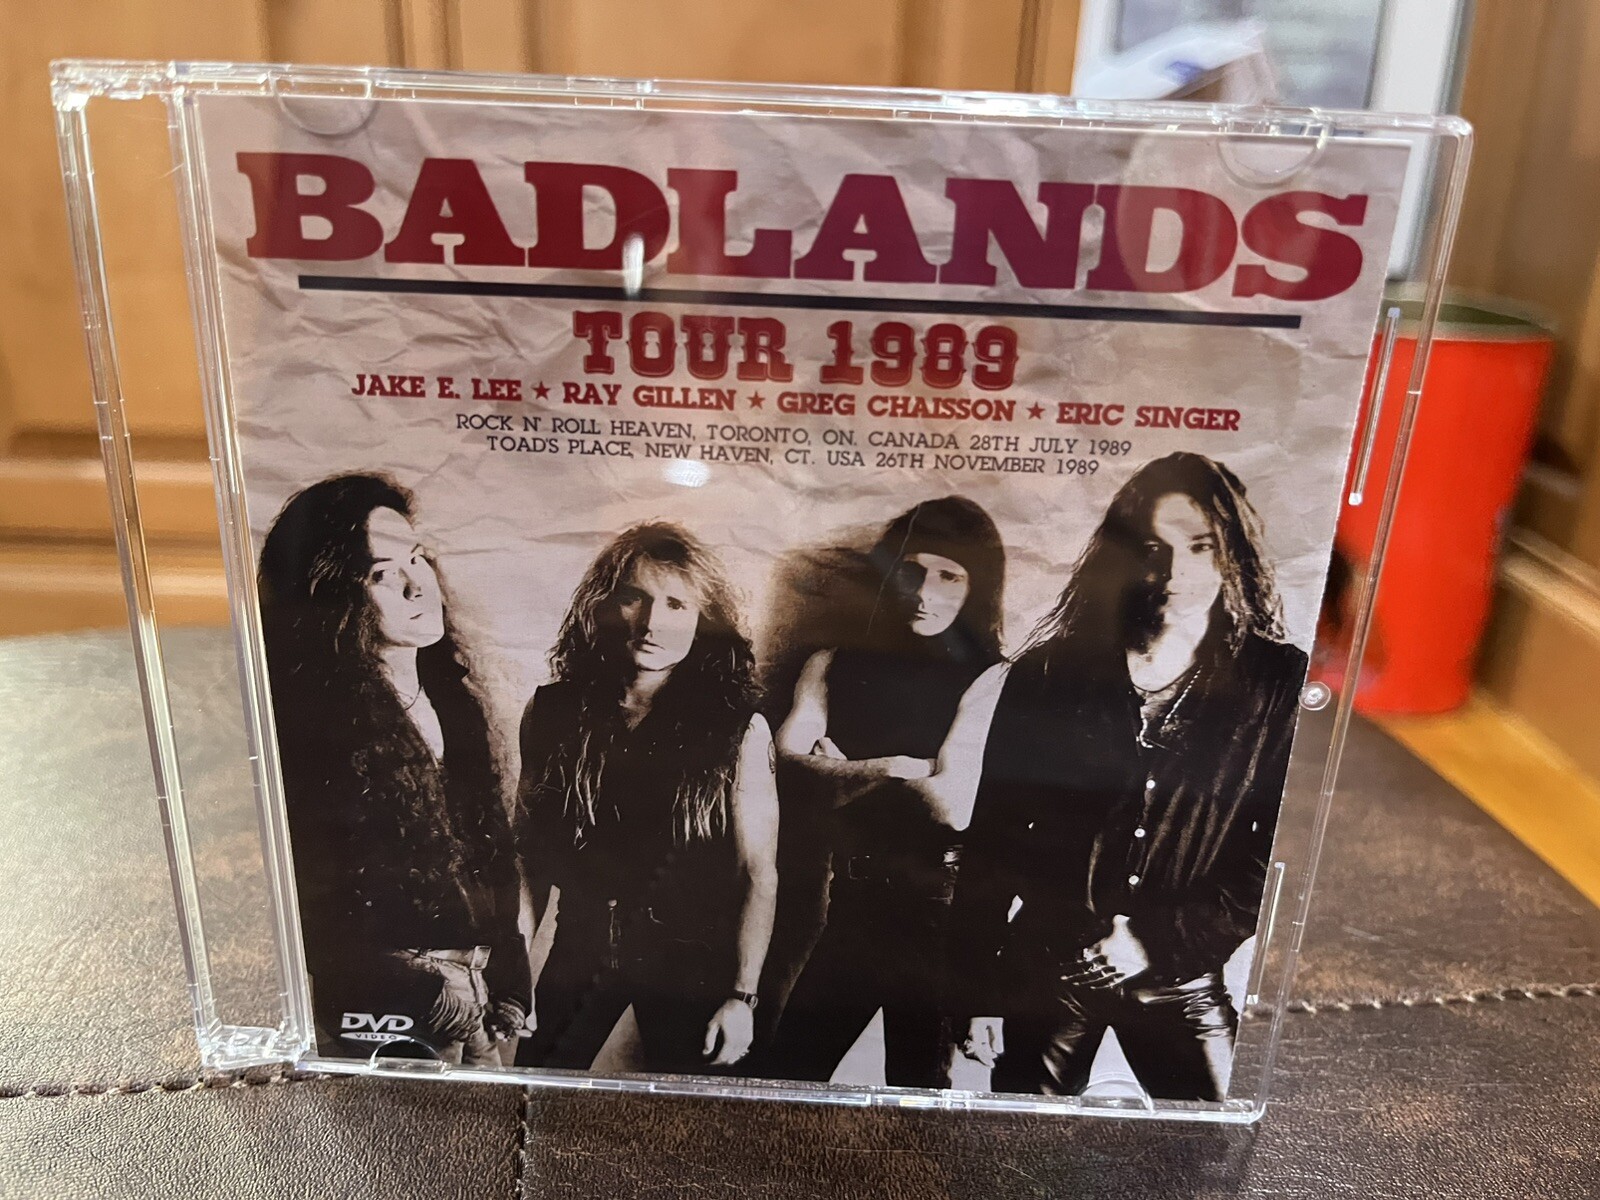 BADLANDS
TOUR 1989
JAKE E. LEE ★ RAY GILLEN ★ GREG CHAISSON ★ ERIC SINGER
ROCK N' ROLL HEAVEN, TORONTO, ON. CANADA 28TH JULY 1989
TOAD'S PLACE, NEW HAVEN, CT. USA 26TH NOVEMBER 1989
DVD
VIDEO